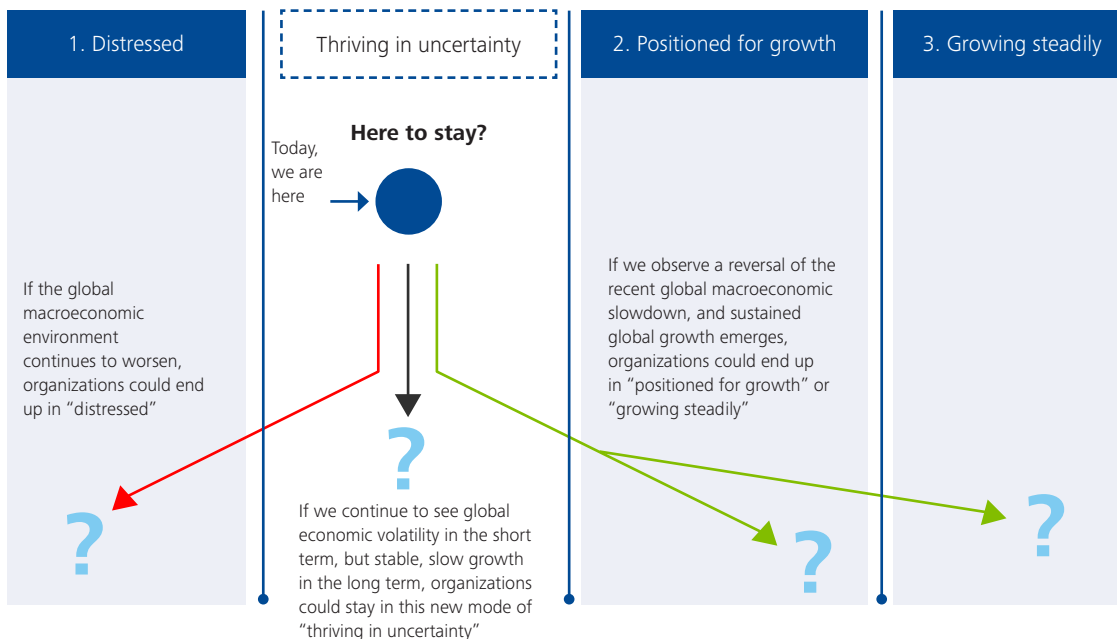 1. Distressed
Thriving in uncertainty
2. Positioned for growth
3. Growing steadily
Here to stay?
Today,
we are
here
If the global
macroeconomic
environment
continues to worsen,
organizations could end
up in “distressed”
?
?
If we continue to see global
economic volatility in the short
term, but stable, slow growth
in the long term, organizations
could stay in this new mode of
“thriving in uncertainty”
If we observe a reversal of the
recent global macroeconomic
slowdown, and sustained
global growth emerges,
organizations could end up
in “positioned for growth” or
“growing steadily”
?
?